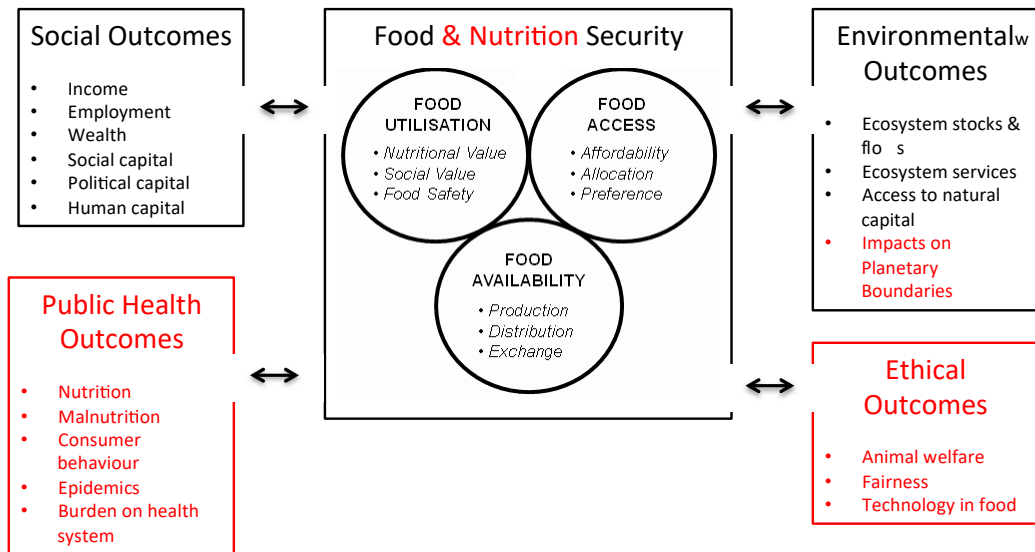 Social Outcomes
• Income
• Employment
• Wealth
• Social capital
• Political capital
• Human capital
Food & Nutrition Security
FOOD
UTILISATION
• Nutritional Value
• Social Value
• Food Safety
FOOD
ACCESS
• Affordability
• Allocation
• Preference
FOOD
AVAILABILITY
• Production
• Distribution
• Exchange
Environmentalw
Outcomes
• Ecosystem stocks &
flo s
• Ecosystem services
• Access to natural
capital
• Impacts on
Planetary
Boundaries
Public Health
Outcomes
• Nutrition
• Malnutrition
• Consumer
behaviour
• Epidemics
• Burden on health
system
Ethical
Outcomes
• Animal welfare
• Fairness
• Technology in food